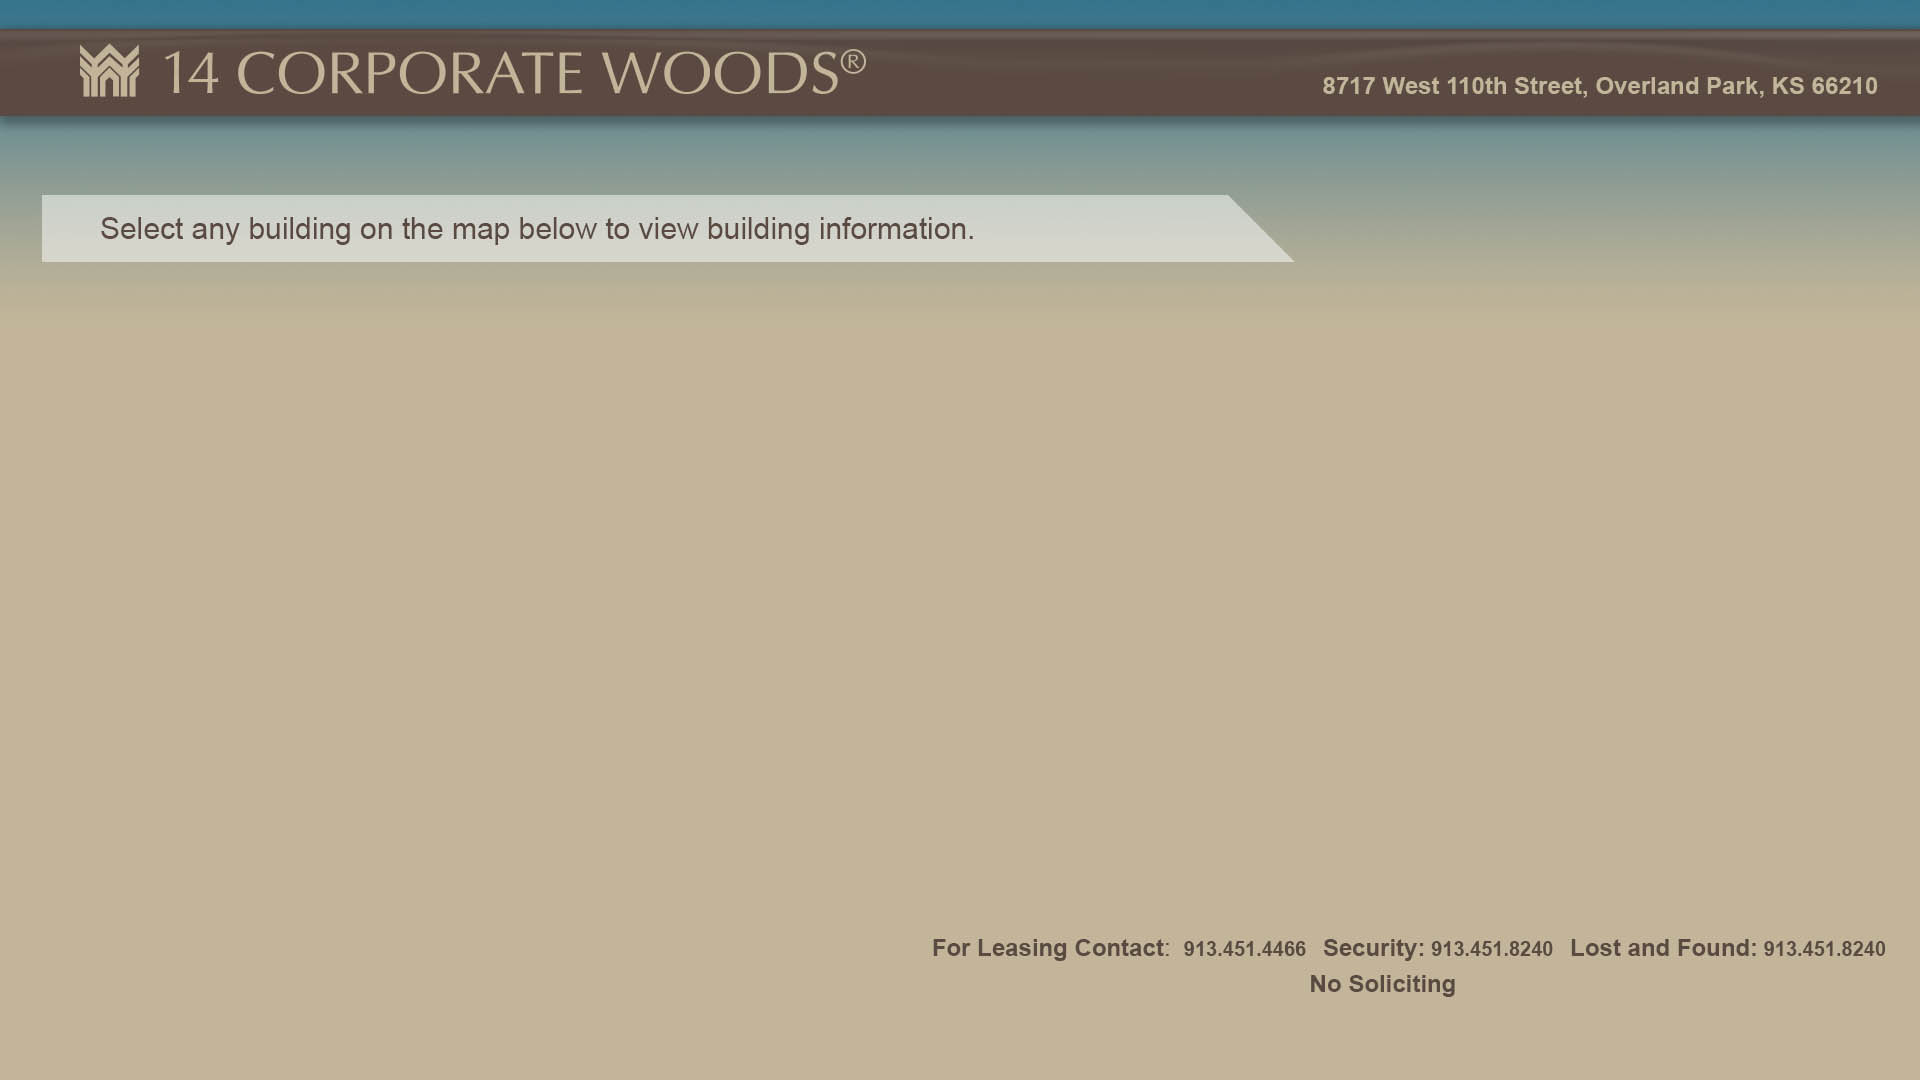 14 CORPORATE WOODS®
8717 West 110th Street, Overland Park, KS 66210
Select any building on the map below to view building information.
For Leasing Contact: 913.451.4466 Security: 913.451.8240 Lost and Found: 913.451.8240
No Soliciting